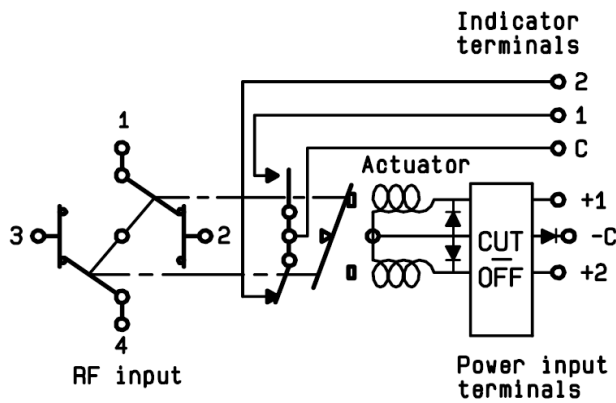 Indicator
terminals
2
1
C
1
Actuator
+1
3
2
CUT
OFF
-C
+2
4
RF input
Power input
terminals